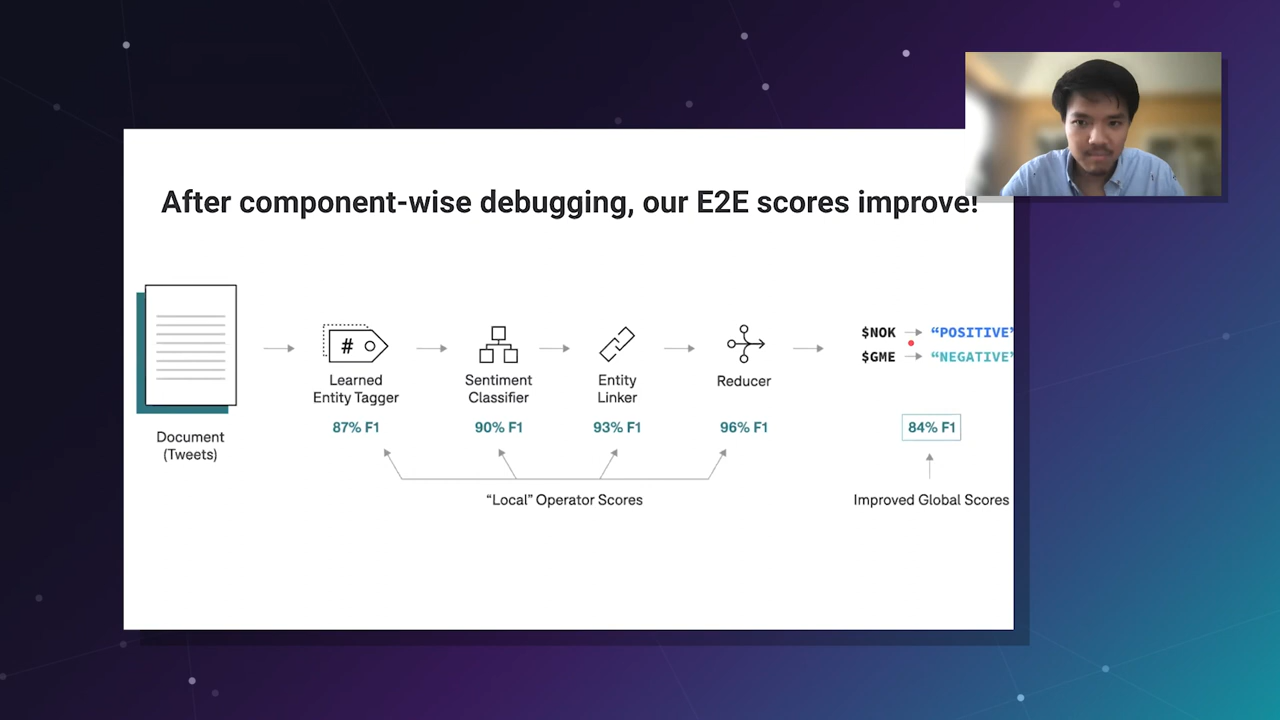 After component-wise debugging, our E2E scores improve!
#
$NOK → “POSITIVE”
$GME → “NEGATIVE”
Learned
Entity Tagger
Sentiment
Classifier
Entity
Linker
Reducer
87% F1
90% F1
93% F1
96% F1
84% F1
Document
(Tweets)
“Local” Operator Scores
Improved Global Scores